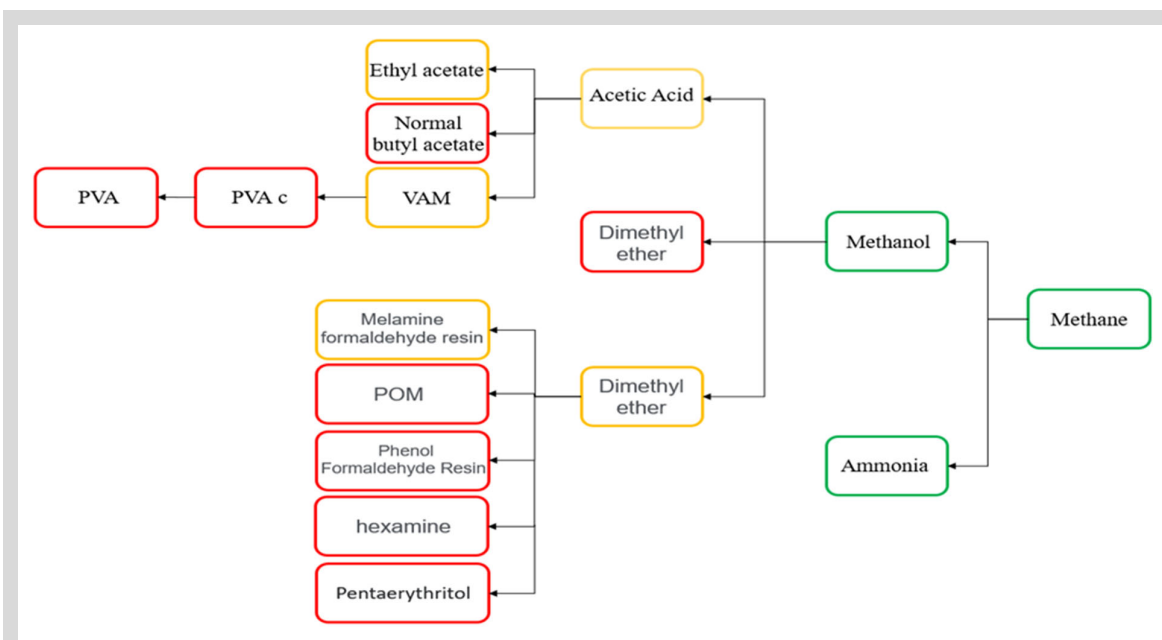 Ethyl acetate
Normal
butyl acetate
VAM
PVA c
PVA
Acetic Acid
Dimethyl
ether
Methanol
Methane
Melamine
formaldehyde resin
POM
Phenol
Formaldehyde Resin
hexamine
Pentaerythritol
Dimethyl
ether
Ammonia